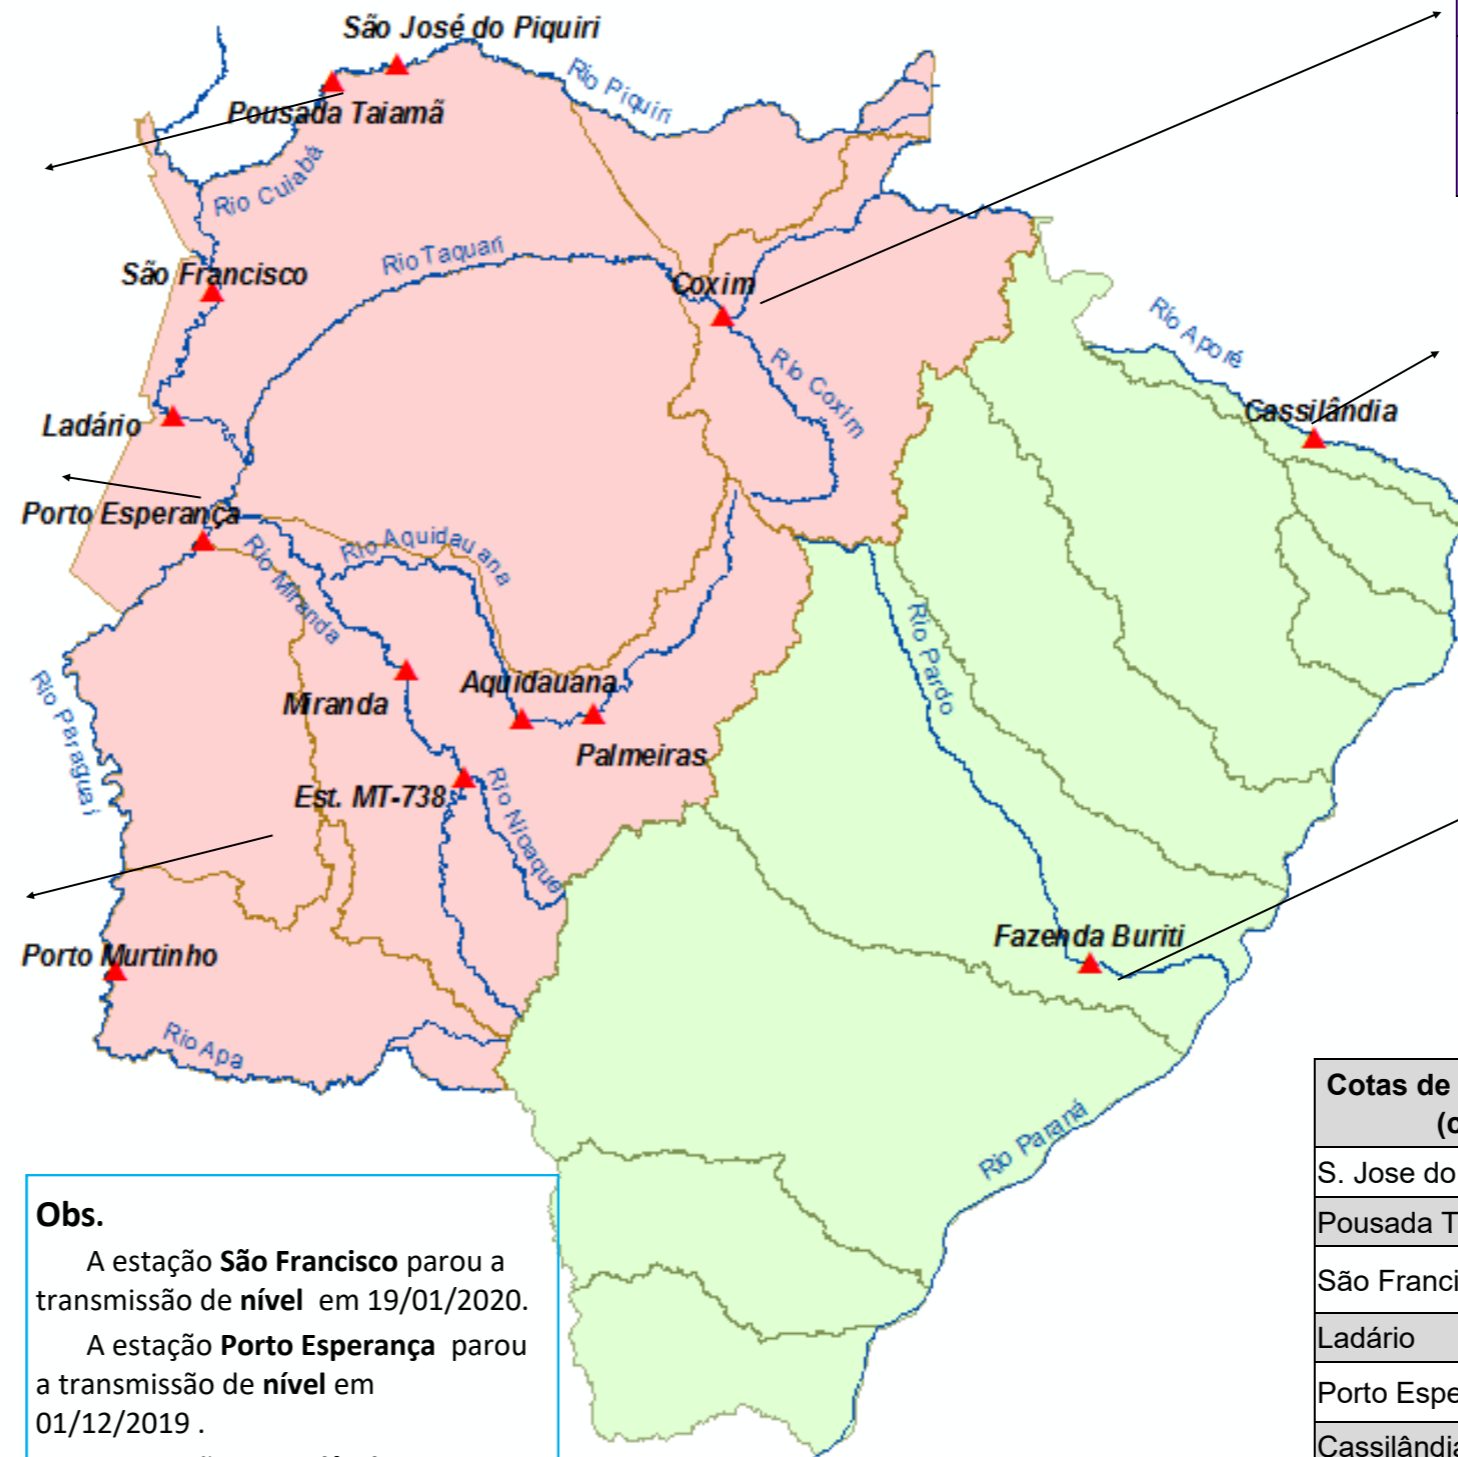 São José do Piquiri
Rio Piquiri
Pousada Taiamã
Rio Cuiabá
Rio Taquari
São Francisco
Coxim
Rio Aporé
Rio Coxim
Cassilândia
Ladário
Porto Esperança
Rio Aquidauana
Rio Miranda
Rio Pardo
Rio Paraguai
Miranda
Aquidauana
Palmeiras
Est. MT-738
Rio Nioaque
Porto Murtinho
Fazenda Buriti
Rio Apa
Rio Paraná
Obs.
A estação São Francisco parou a
transmissão de nível em 19/01/2020.
A estação Porto Esperança parou
a transmissão de nível em
01/12/2019 .
Cotas de
(c
S. Jose do
Pousada T
São Franci
Ladário
Porto Espe
Cassilândia